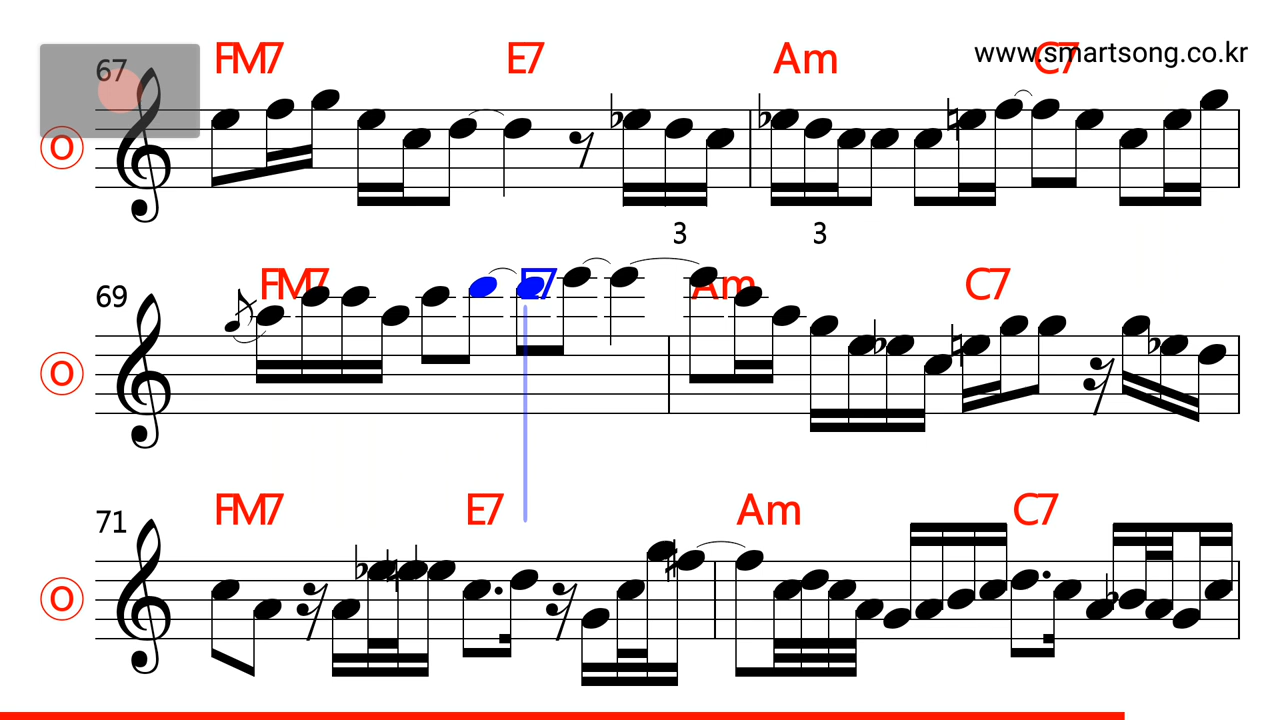 www.smartsong.co.kr
67 FM7 E7 Am C7
O
3 3
69 FM7 E7 Am C7
O
71 FM7 E7 Am C7
O